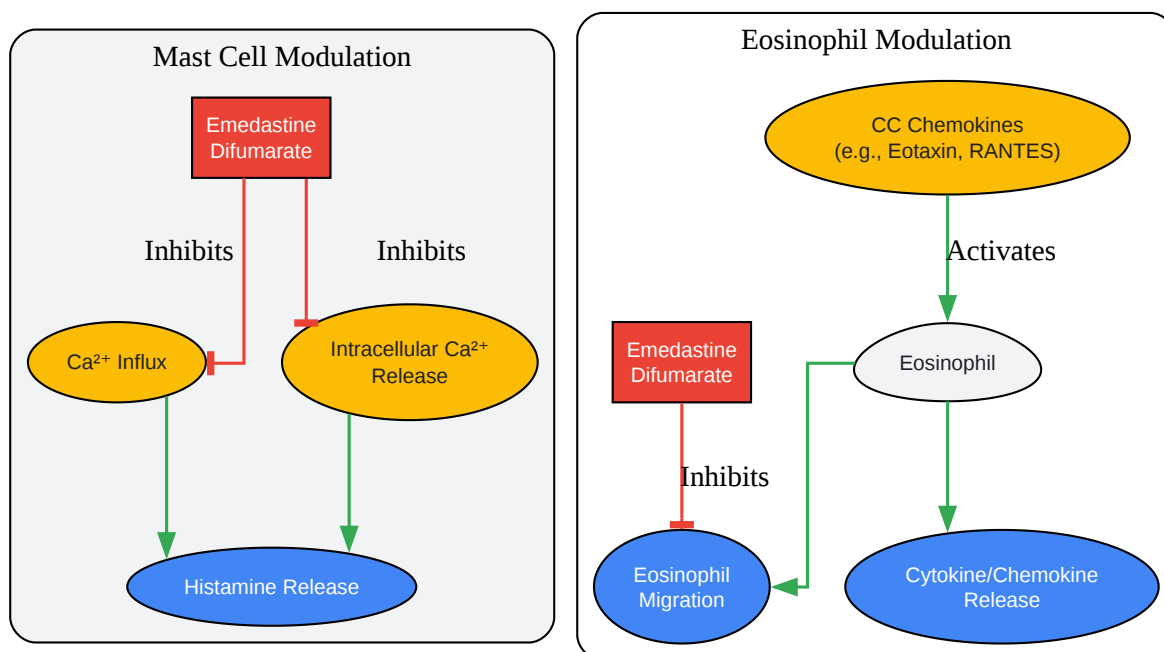 Mast Cell Modulation
Emedastine
Difumarate
Inhibits
Inhibits
Ca²⁺ Influx
Intracellular Ca²⁺
Release
Histamine Release
Eosinophil Modulation
CC Chemokines
(e.g., Eotaxin, RANTES)
Activates
Emedastine
Difumarate
Eosinophil
Inhibits
Eosinophil
Migration
Cytokine/Chemokine
Release